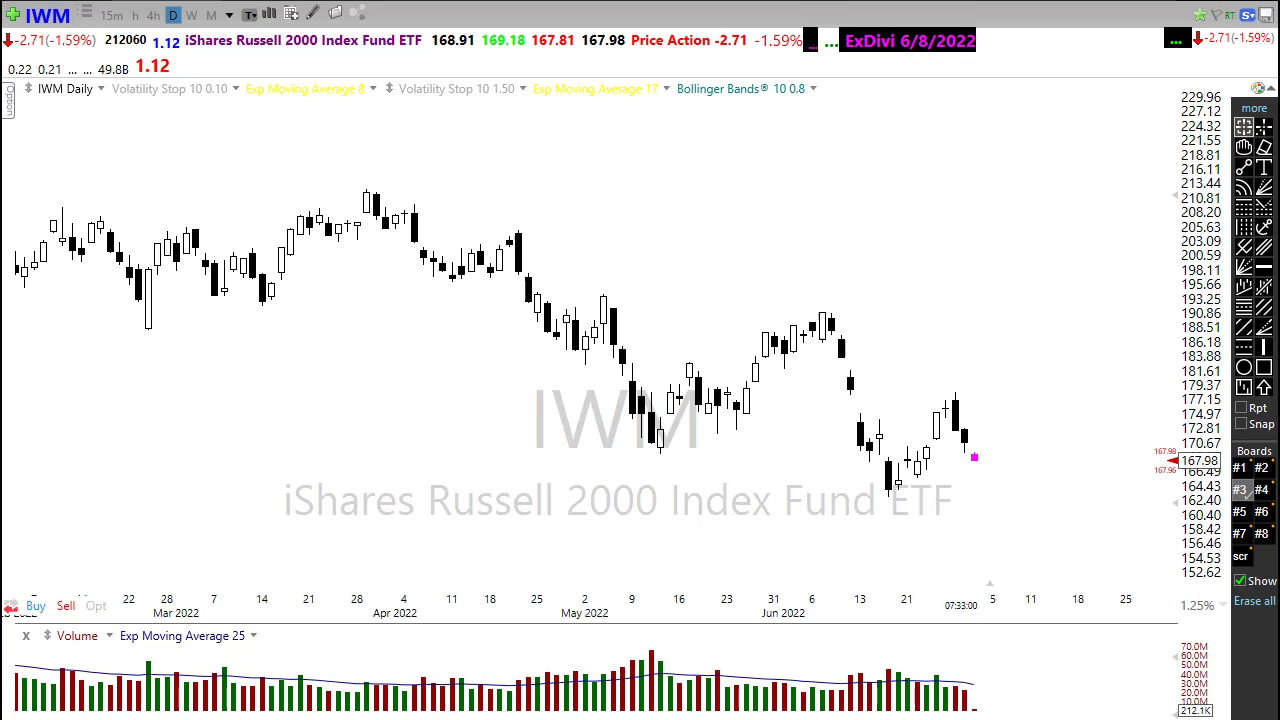 IWM 15m h 4h D W M T RT S
-2.71(-1.59%) 212060 1.12 iShares Russell 2000 Index Fund ETF 168.91 169.18 167.81 167.98 Price Action -2.71 -1.59% ... ... ExDivi 6/8/2022 ... -2.71(-1.59%)
0.22 0.21 ... ... 49.8B 1.12
Option IWM Daily Volatility Stop 10 0.10 Exp Moving Average 8 Volatility Stop 10 1.50 Exp Moving Average 17 Bollinger Bands® 10 0.8
229.96
227.12
more
224.32
221.55
218.81
216.11
213.44
210.81
208.20
205.63
203.09
200.59
198.11
195.66
193.25
190.86
188.51
186.18
183.88
181.61
179.37
177.15
174.97
172.81
170.67
167.98
167.98
167.96
166.49
164.43
162.40
160.40
158.42
156.46
154.53
152.62
IWM
iShares Russell 2000 Index Fund ETF
Rpt
Snap
Boards
#1 #2
#3 #4
#5 #6
#7 #8
scr
Show
Erase all
22 28 7 14 21 28 4 11 18 25 2 9 16 23 31 6 13 21 07:33:00 5 11 18 25
Buy Sell Opt 1.25%
Mar 2022 Apr 2022 May 2022 Jun 2022
x Volume Exp Moving Average 25
70.0M
60.0M
50.0M
40.0M
30.0M
20.0M
10.0M
212.1K